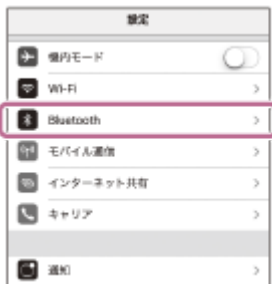 設定
機内モード
Wi-Fi
Bluetooth
モバイル通信
インターネット共有
キャリア
通知